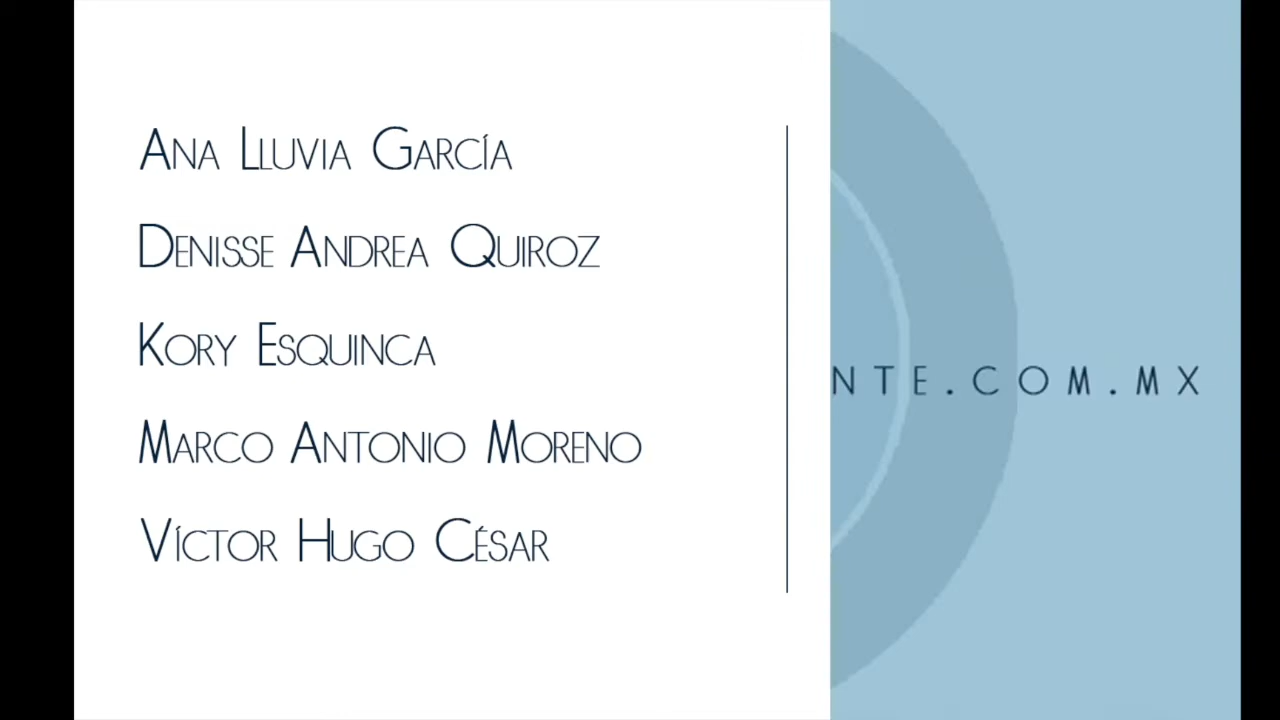 Ana Lluvia García
Denisse Andrea Quiroz
Kory Esquinca
Marco Antonio Moreno
Víctor Hugo César
NTE.COM.MX